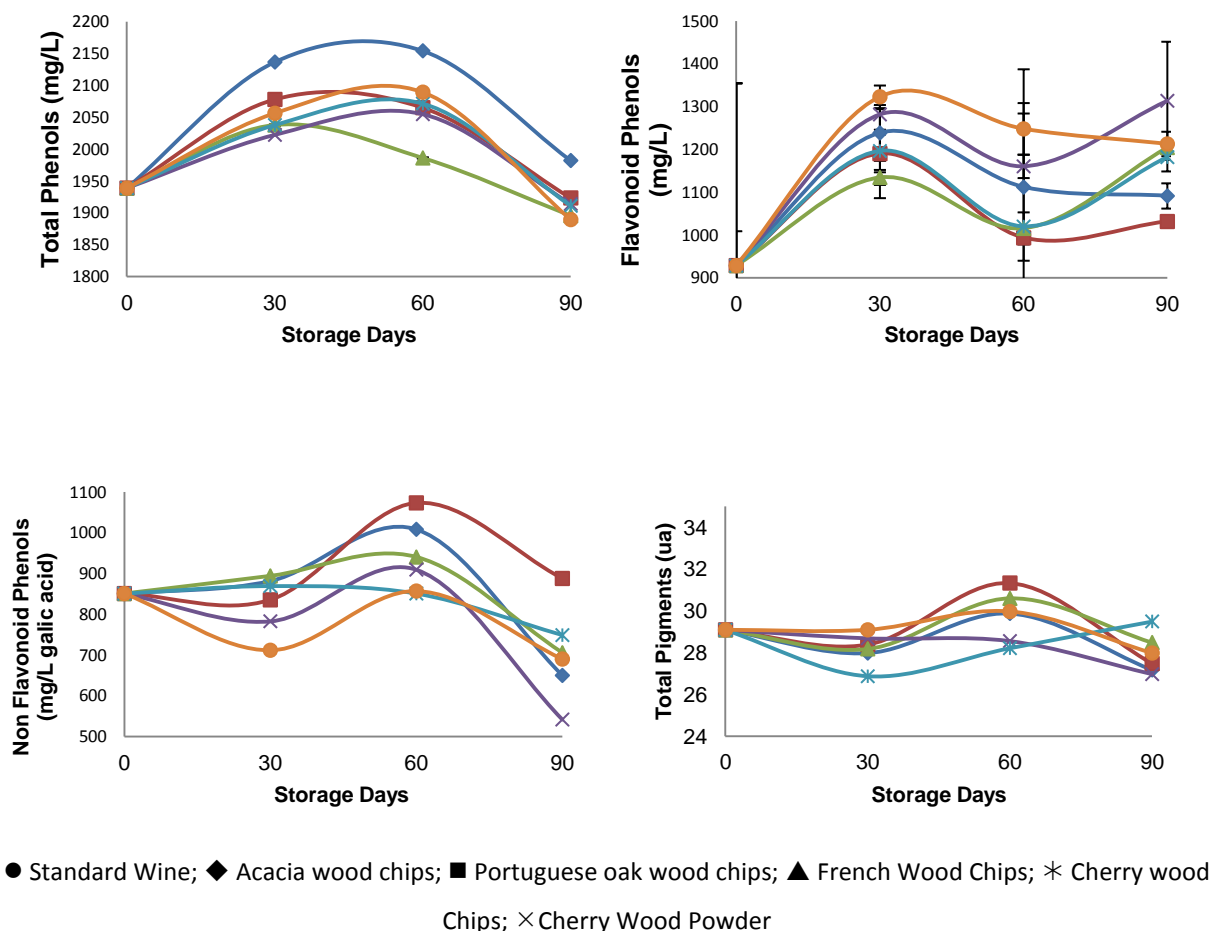 Total Phenols (mg/L)
2200
2150
2100
2050
2000
1950
1900
1850
1800
0 30 60 90
Storage Days
Flavonoid Phenols
(mg/L)
1500
1400
1300
1200
1100
1000
900
0 30 60 90
Storage Days
Non Flavonoid Phenols
(mg/L galic acid)
1100
1000
900
800
700
600
500
0 30 60 90
Storage Days
Total Pigments (ua)
34
32
30
28
26
24
0 30 60 90
Storage Days
● Standard Wine; ◆ Acacia wood chips; ■ Portuguese oak wood chips; ▲ French Wood Chips; ✳ Cherry wood
Chips; ×Cherry Wood Powder